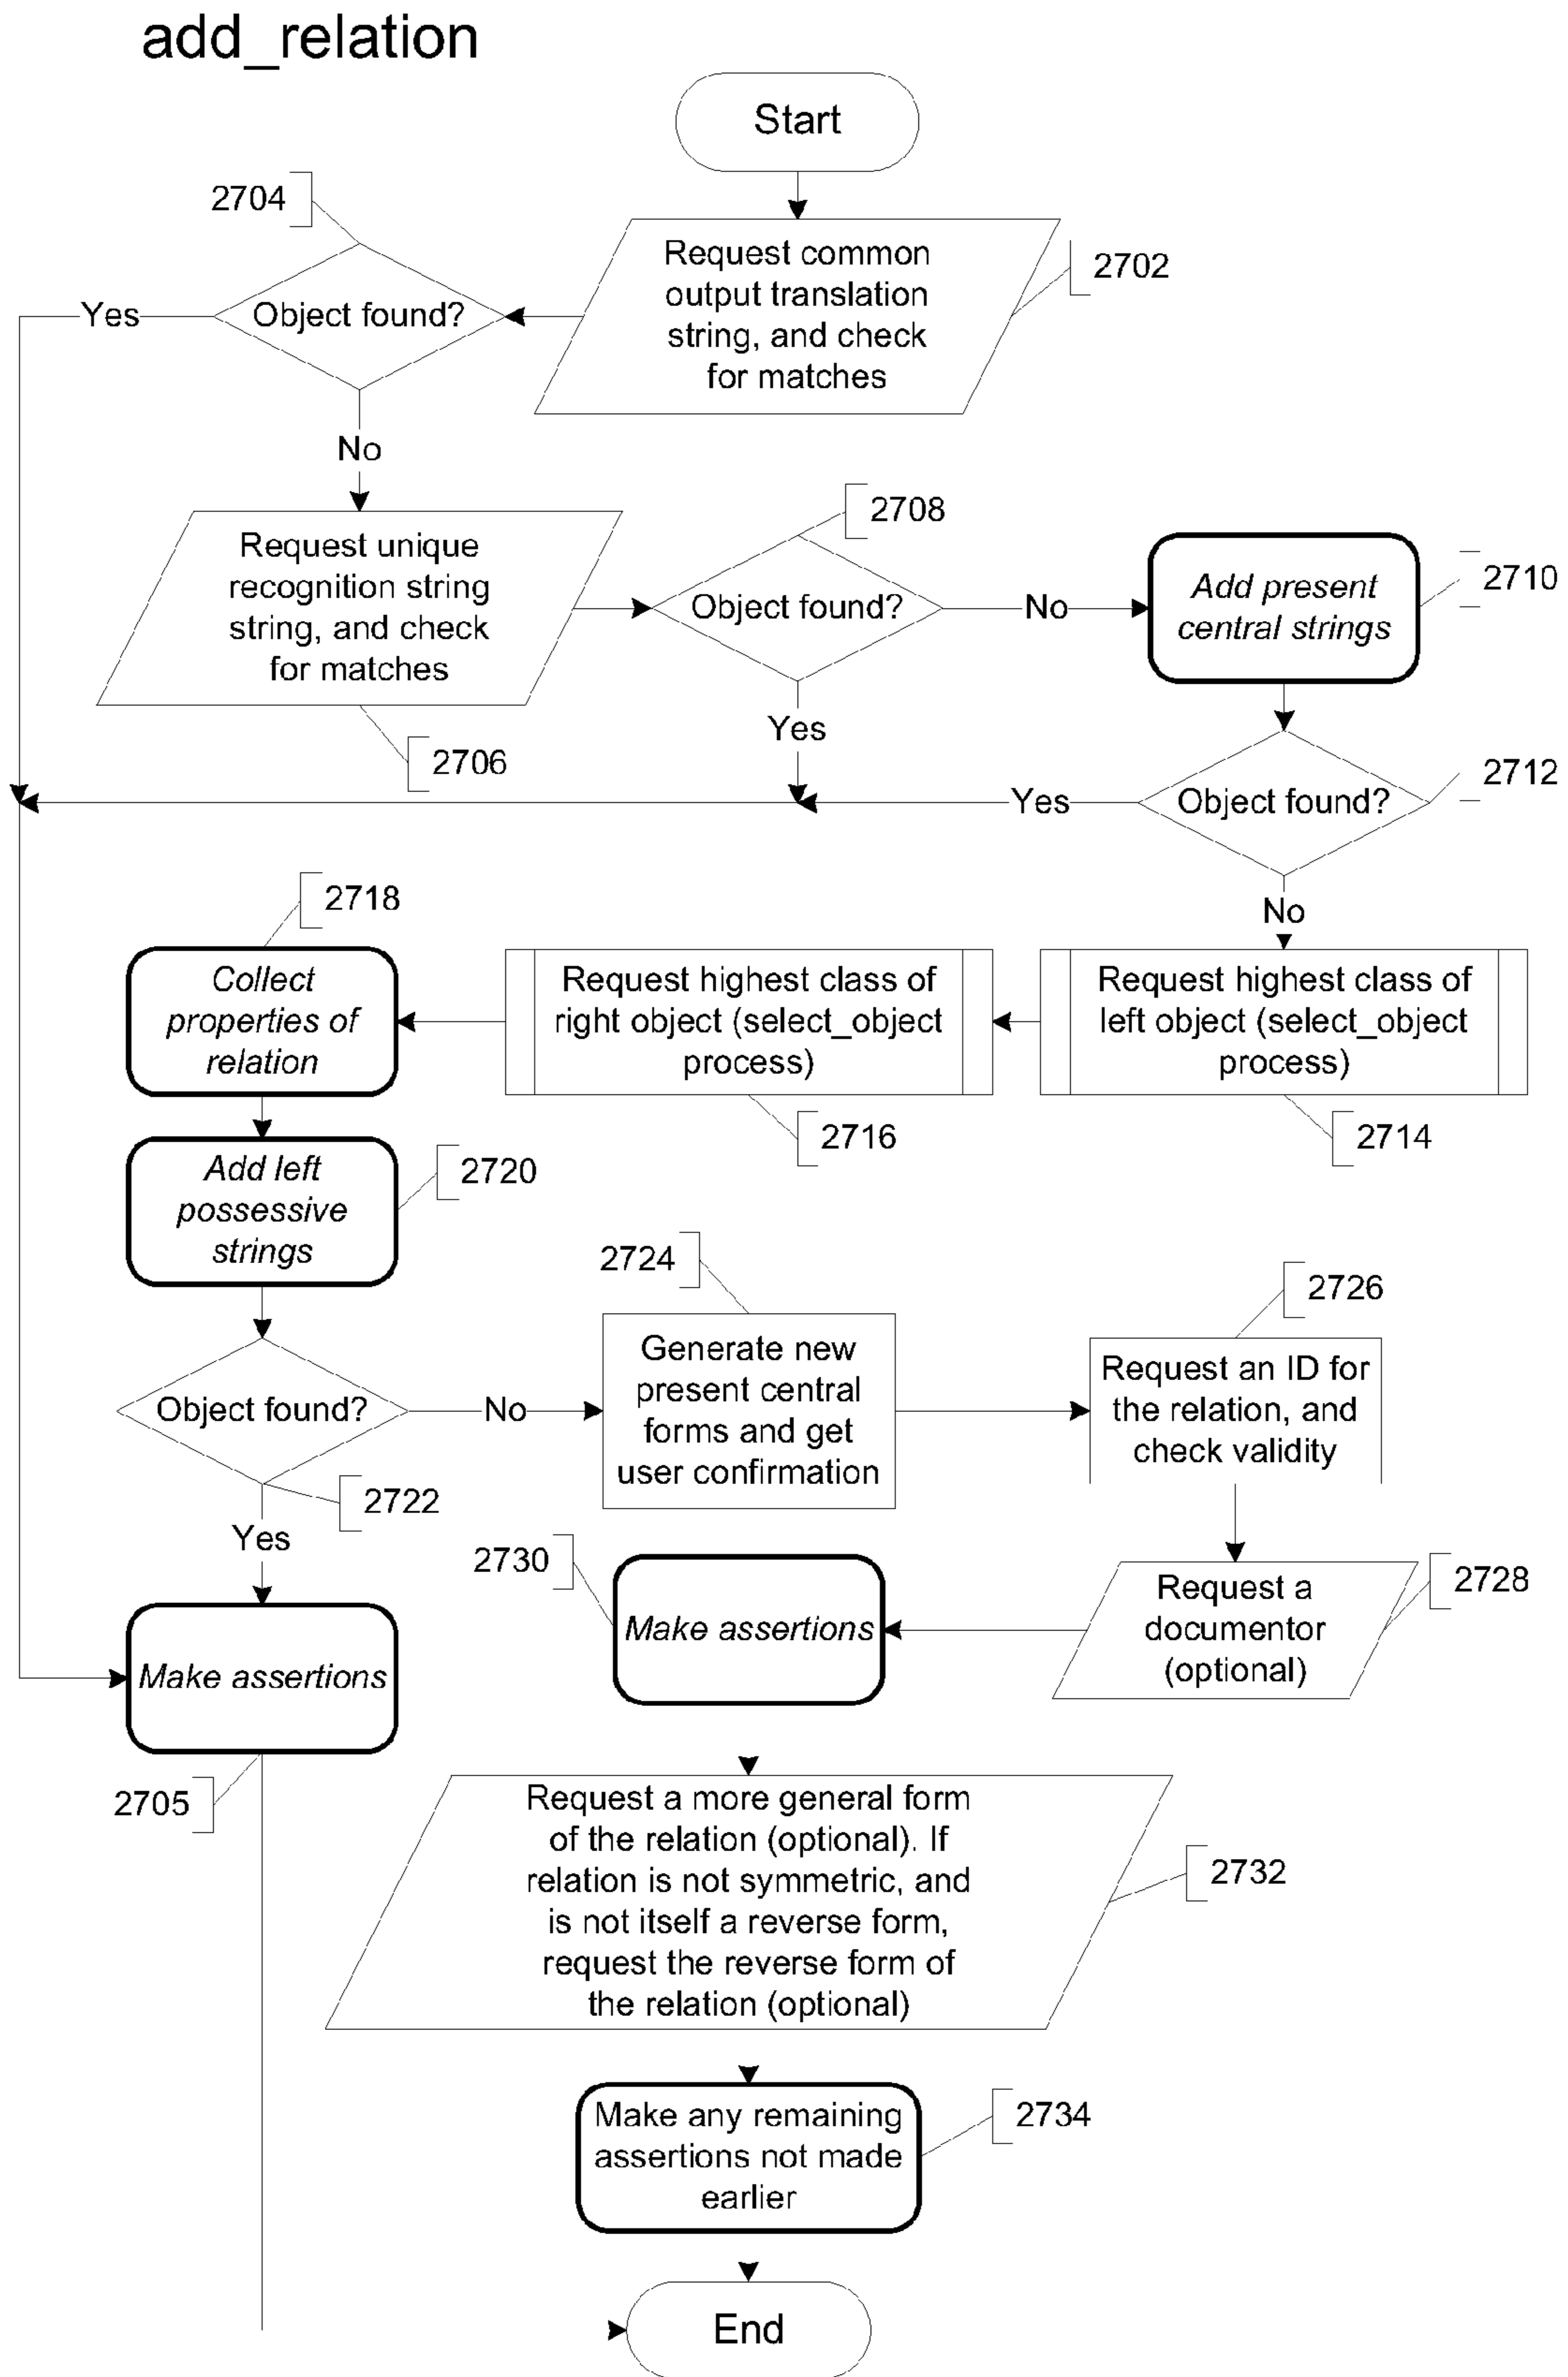 add_relation
Start
2704
Request common
output translation
string, and check
for matches
2702
Yes
Object found?
No
2708
Request unique
recognition string
string, and check
for matches
Object found?
No
Add present
central strings
2710
Yes
2706
2712
Yes
Object found?
2718
No
Collect
properties of
relation
Request highest class of
right object (select_object
process)
Request highest class of
left object (select_object
process)
2716
2714
Add left
possessive
strings
2720
2724
2726
Generate new
present central
forms and get
user confirmation
Request an ID for
the relation, and
check validity
Object found?
No
2722
Yes
2730
2728
Request a
documentor
(optional)
Make assertions
Make assertions
2705
Request a more general form
of the relation (optional). If
relation is not symmetric, and
is not itself a reverse form,
request the reverse form of
the relation (optional)
2732
Make any remaining
assertions not made
earlier
2734
End